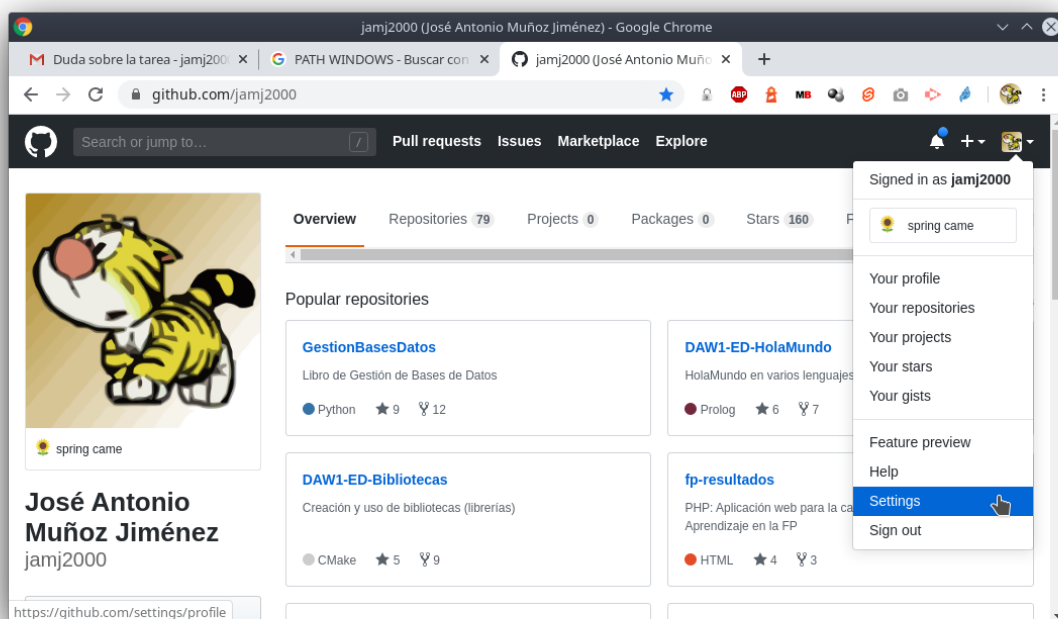 jamj2000 (José Antonio Muñoz Jiménez) - Google Chrome
Duda sobre la tarea - jamj200
PATH WINDOWS - Buscar con
jamj2000 (José Antonio Muño
github.com/jamj2000
ABP
MB
Search or jump to…
/
Pull requests Issues Marketplace Explore
Signed in as jamj2000
spring came
Your profile
Your repositories
Your projects
Your stars
Your gists
Feature preview
Help
Settings
Sign out
Overview Repositories 79 Projects 0 Packages 0 Stars 160 F
spring came
José Antonio
Muñoz Jiménez
jamj2000
Popular repositories
GestionBasesDatos
Libro de Gestión de Bases de Datos
Python 9 12
DAW1-ED-HolaMundo
HolaMundo en varios lenguajes
Prolog 6 7
DAW1-ED-Bibliotecas
Creación y uso de bibliotecas (librerías)
CMake 5 9
fp-resultados
PHP: Aplicación web para la ca
Aprendizaje en la FP
HTML 4 3
https://github.com/settings/profile